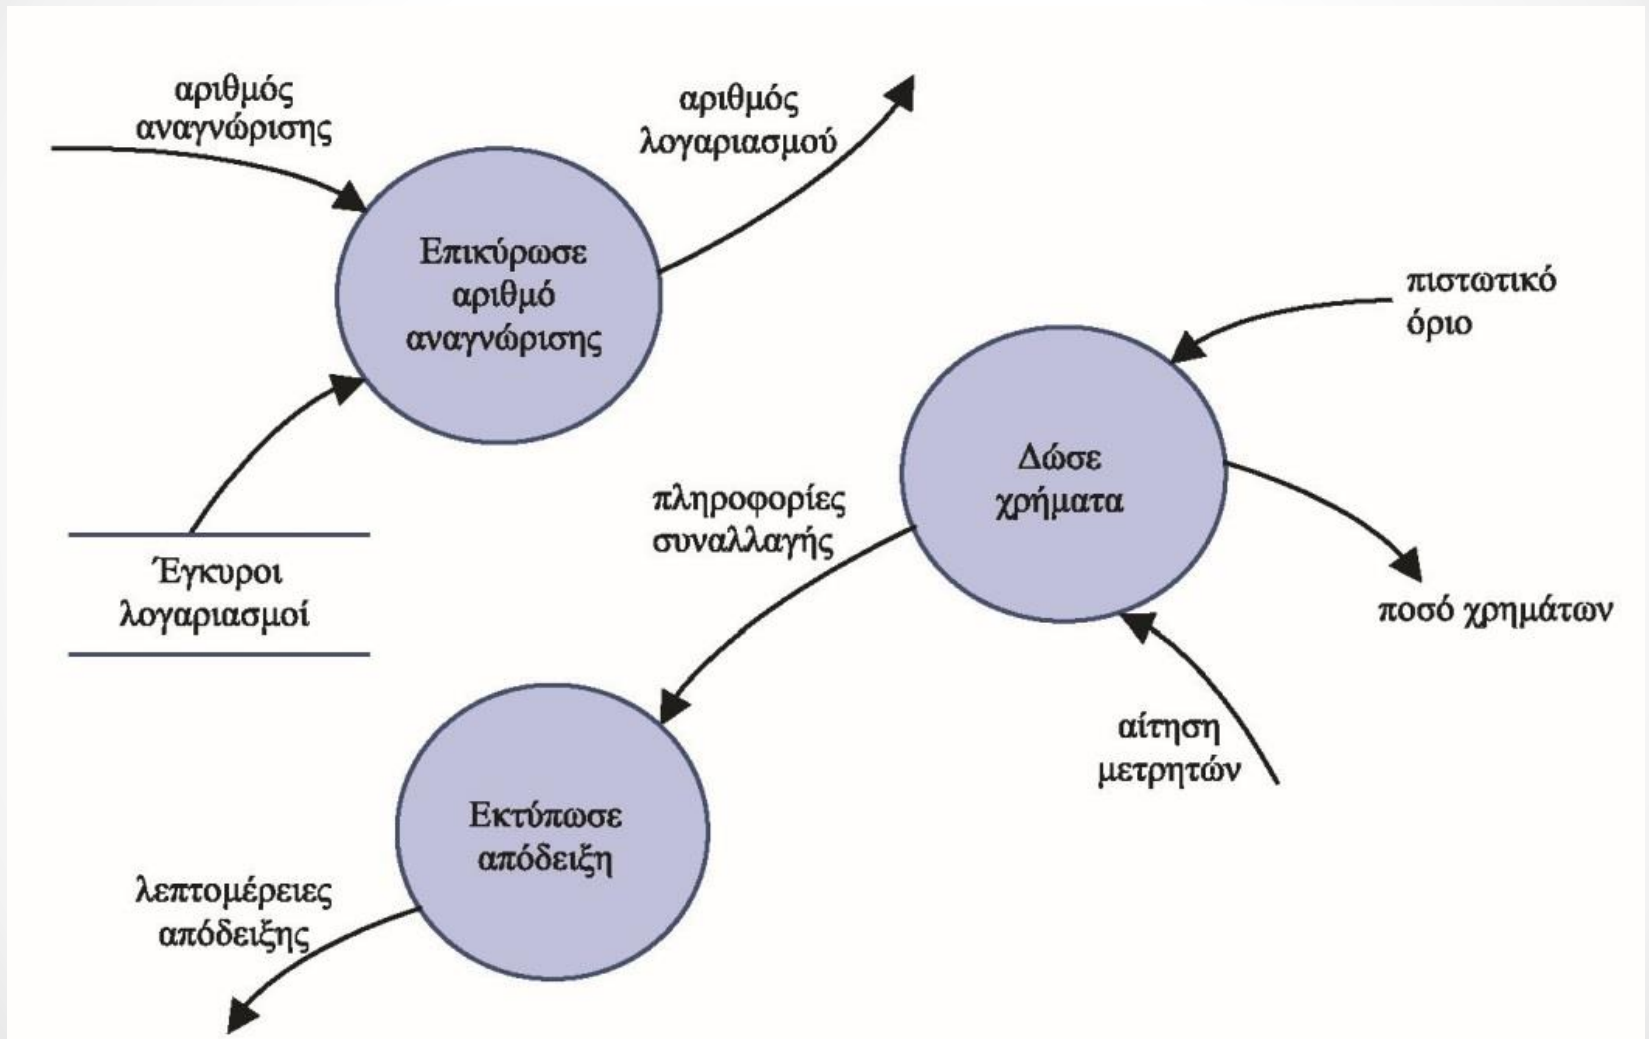 αριθμός
αναγνώρισης
αριθμός
λογαριασμού
Επικύρωσε
αριθμό
αναγνώρισης
πιστωτικό
όριο
Δώσε
χρήματα
πληροφορίες
συναλλαγής
Έγκυροι
λογαριασμοί
ποσό χρημάτων
αίτηση
μετρητών
Εκτύπωσε
απόδειξη
λεπτομέρειες
απόδειξης